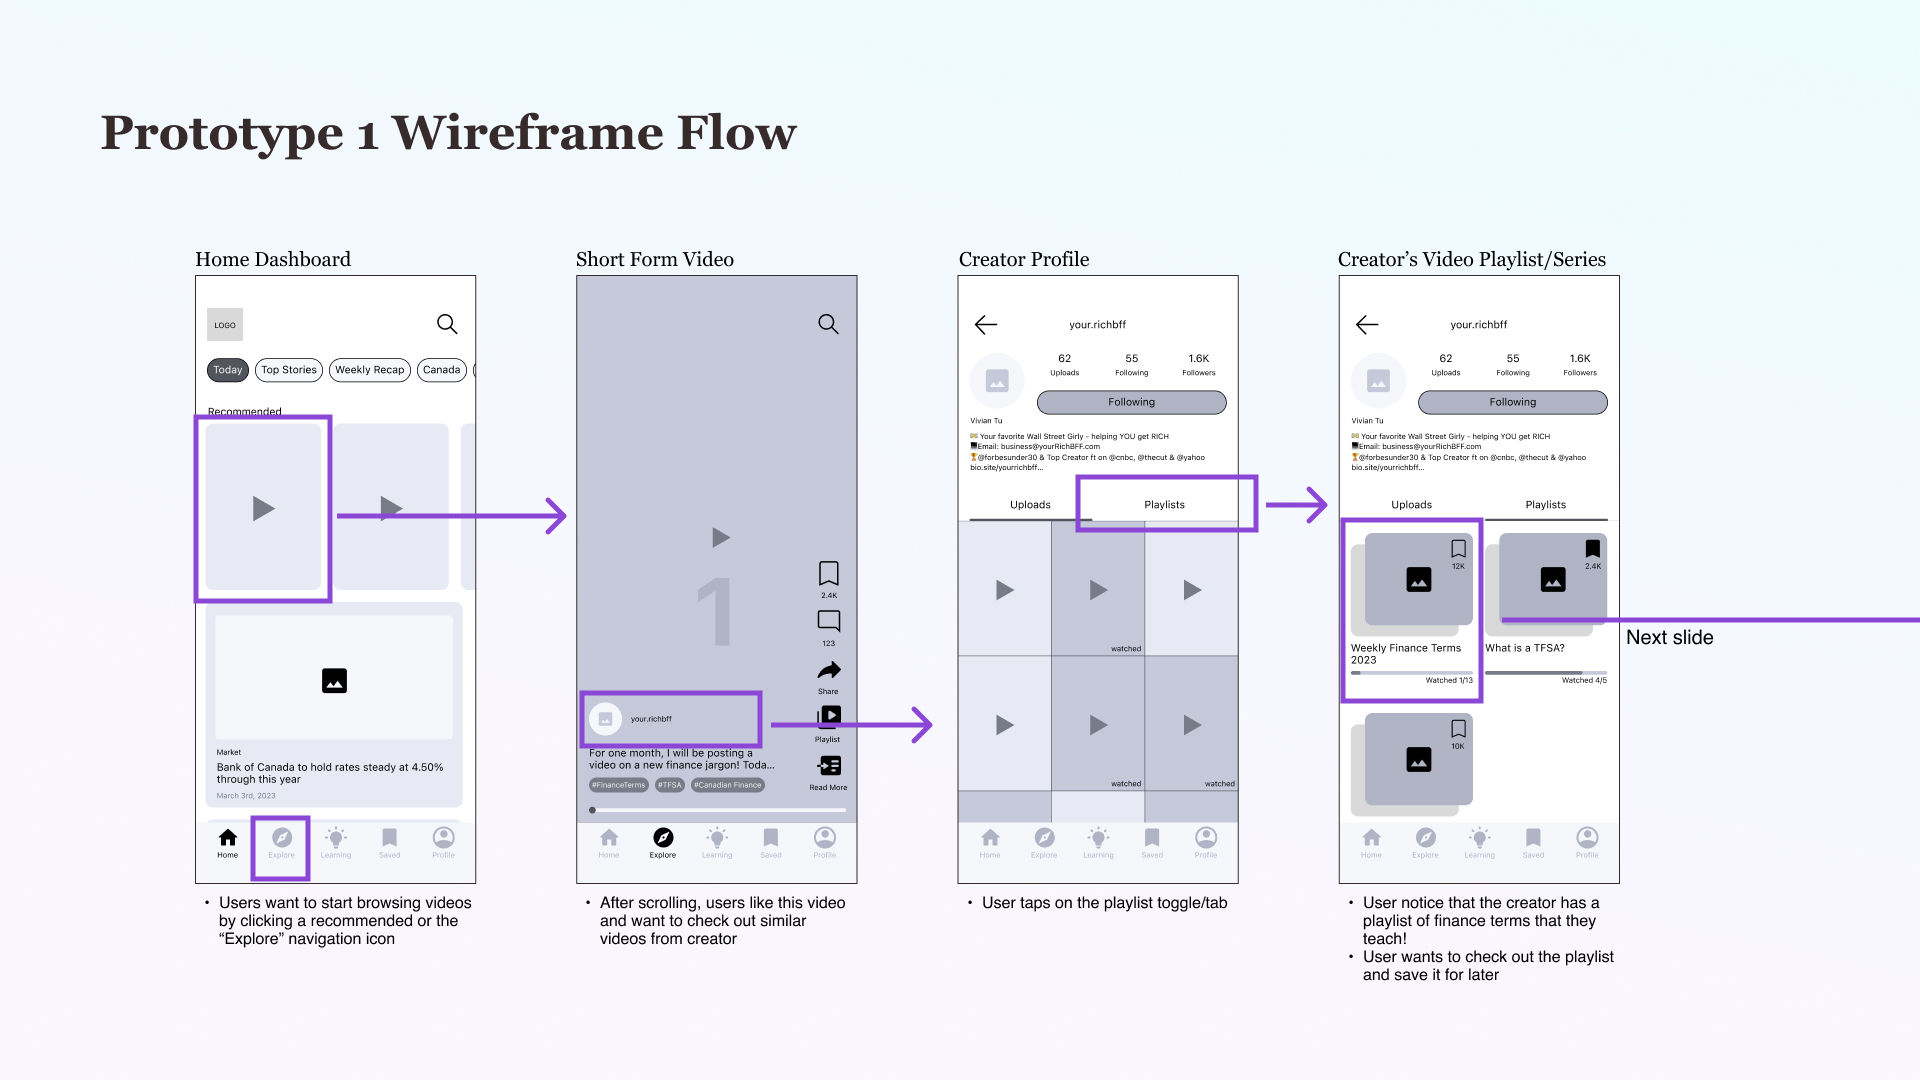 Prototype 1 Wireframe Flow
Home Dashboard
LOGO
Today
Top Stories
Weekly Recap
Canada
Recommended
Market
Bank of Canada to hold rates steady at 4.50%
through this year
March 3rd, 2023
Home
Explore
Learning
Saved
Profile
• Users want to start browsing videos
by clicking a recommended or the
“Explore” navigation icon
Short Form Video
1
2.4K
123
Share
your.richbff
Playlist
For one month, I will be posting a
video on a new finance jargon! Toda...
Read More
#FinanceTerms
#TFSA
#Canadian Finance
Home
Explore
Learning
Saved
Profile
• After scrolling, users like this video
and want to check out similar
videos from creator
Creator Profile
your.richbff
62
55
1.6K
Uploads
Following
Followers
Following
Vivian Tu
💵 Your favorite Wall Street Girly - helping YOU get RICH
💻Email: business@yourRichBFF.com
🏆@forbesunder30 & Top Creator ft on @cnbc, @thecut & @yahoo
bio.site/yourrichbff...
Uploads
Playlists
watched
watched
watched
Home
Explore
Learning
Saved
Profile
• User taps on the playlist toggle/tab
Creator’s Video Playlist/Series
your.richbff
62
55
1.6K
Uploads
Following
Followers
Following
Vivian Tu
💵 Your favorite Wall Street Girly - helping YOU get RICH
💻Email: business@yourRichBFF.com
🏆@forbesunder30 & Top Creator ft on @cnbc, @thecut & @yahoo
bio.site/yourrichbff...
Uploads
Playlists
12K
2.4K
Weekly Finance Terms
2023
What is a TFSA?
Watched 1/13
Watched 4/5
10K
Home
Explore
Learning
Saved
Profile
• User notice that the creator has a
playlist of finance terms that they
teach!
• User wants to check out the playlist
and save it for later
Next slide